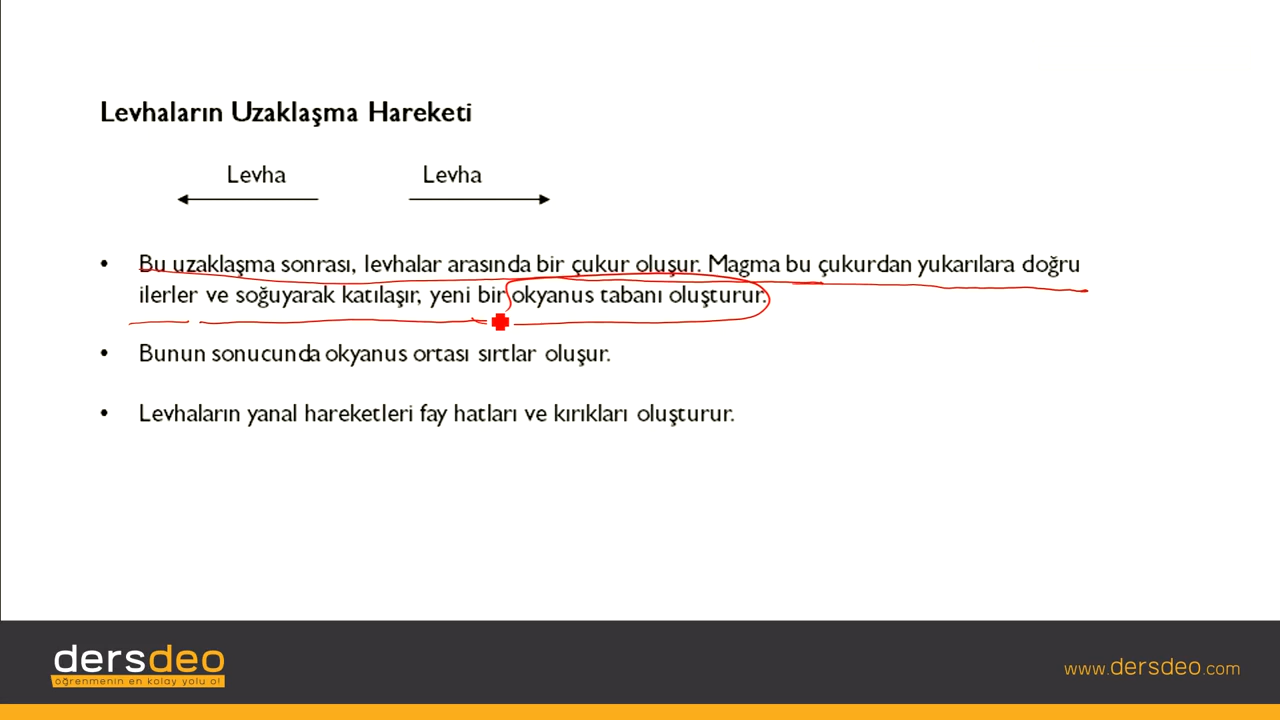 Levhaların Uzaklaşma Hareketi
Levha Levha
• Bu uzaklaşma sonrası, levhalar arasında bir çukur oluşur. Magma bu çukurdan yukarılara doğru
ilerler ve soğuyarak katılaşır, yeni bir okyanus tabanı oluşturur.
• Bunun sonucunda okyanus ortası sırtlar oluşur.
• Levhaların yanal hareketleri fay hatları ve kırıkları oluşturur.
dersdeo
öğrenmenin en kolay yolu o!
www.dersdeo.com